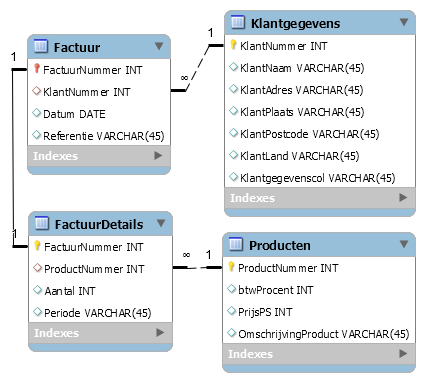 Factuur
FactuurNummer INT
KlantNummer INT
Datum DATE
Referentie VARCHAR(45)
Indexes
1
∞
1
Klantgegevens
KlantNummer INT
KlantNaam VARCHAR(45)
KlantAdres VARCHAR(45)
KlantPlaats VARCHAR(45)
KlantPostcode VARCHAR(45)
KlantLand VARCHAR(45)
Klantgegevenscol VARCHAR(45)
Indexes
1
FactuurDetails
FactuurNummer INT
ProductNummer INT
Aantal INT
Periode VARCHAR(45)
Indexes
∞
1
Producten
ProductNummer INT
btwProcent INT
PrijsPS INT
OmschrijvingProduct VARCHAR(45)
Indexes